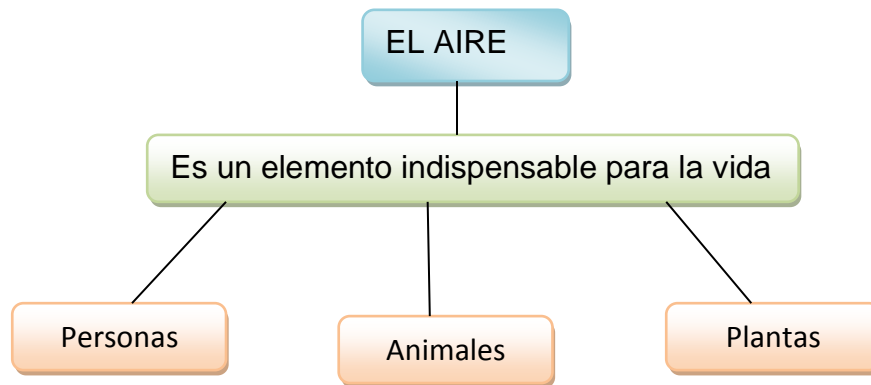 EL AIRE
Es un elemento indispensable para la vida
Personas
Animales
Plantas